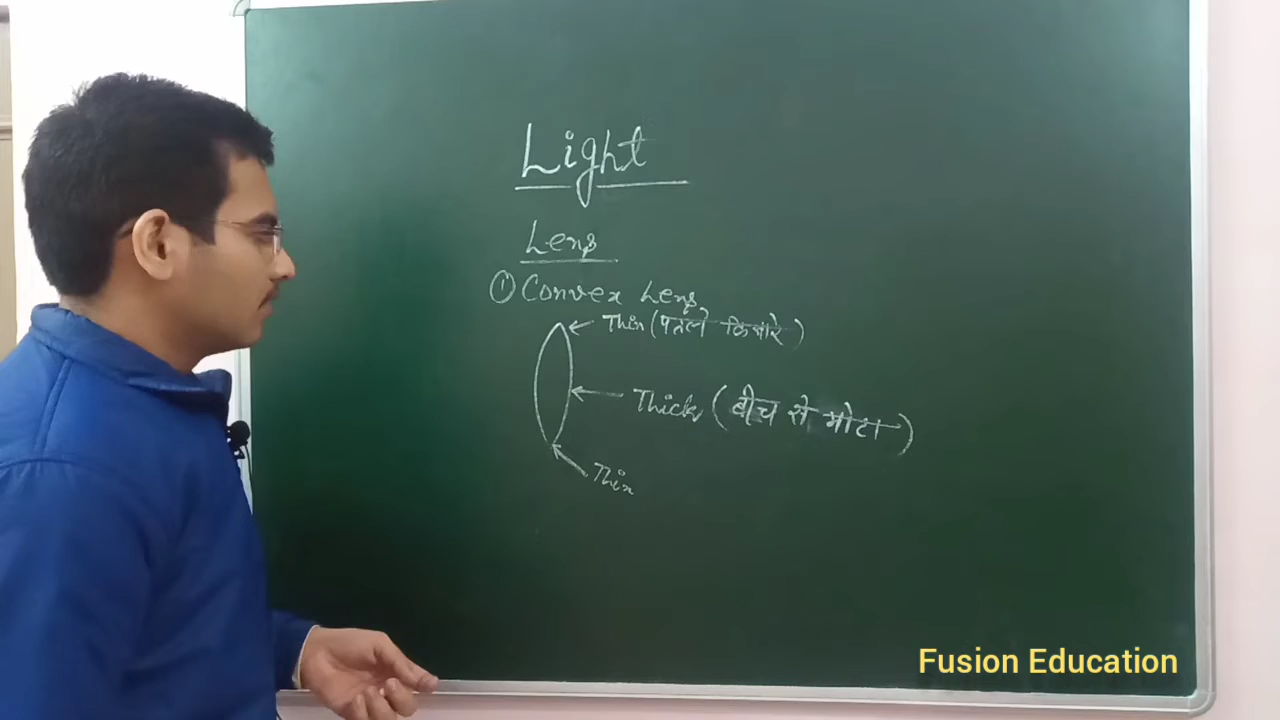 Light
Lens
① Convex Lens
Thin (पतले किनारे)
Thick (बीच से मोटा)
Thin
Fusion Education